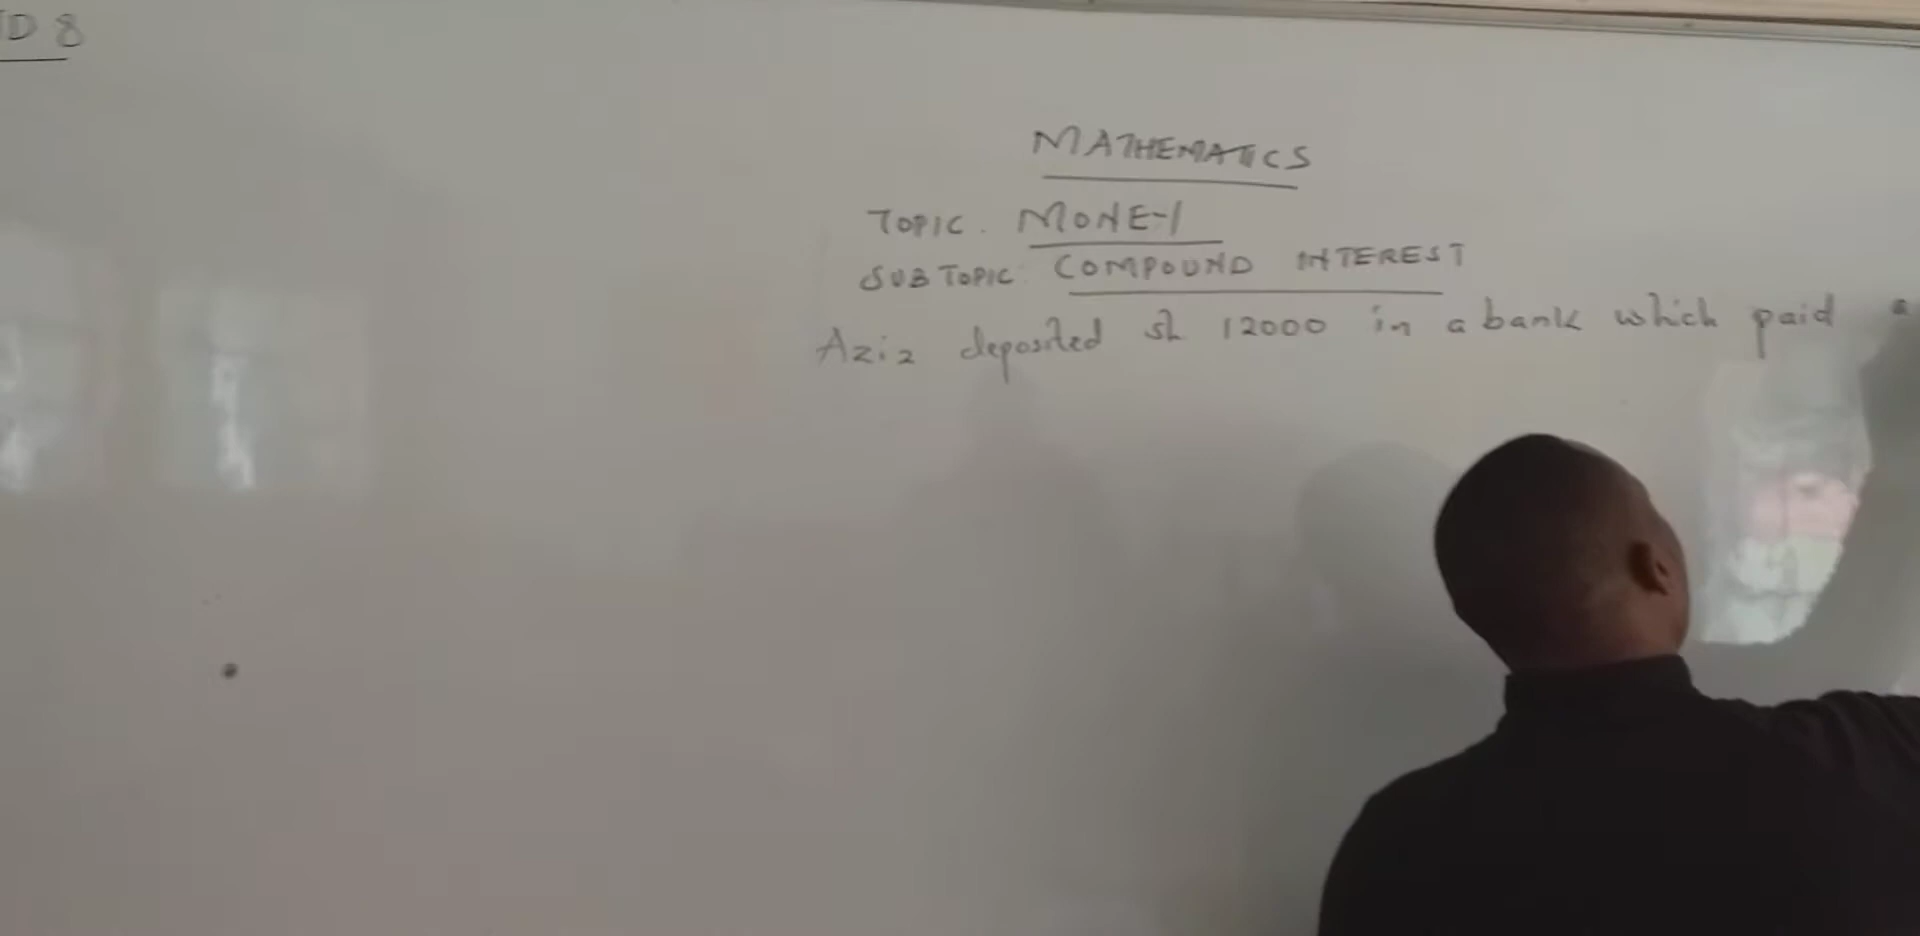 D 8
MATHEMATICS
TOPIC. MONEY
SUBTOPIC: COMPOUND INTEREST
Aziz deposited sh 12000 in a bank which paid a